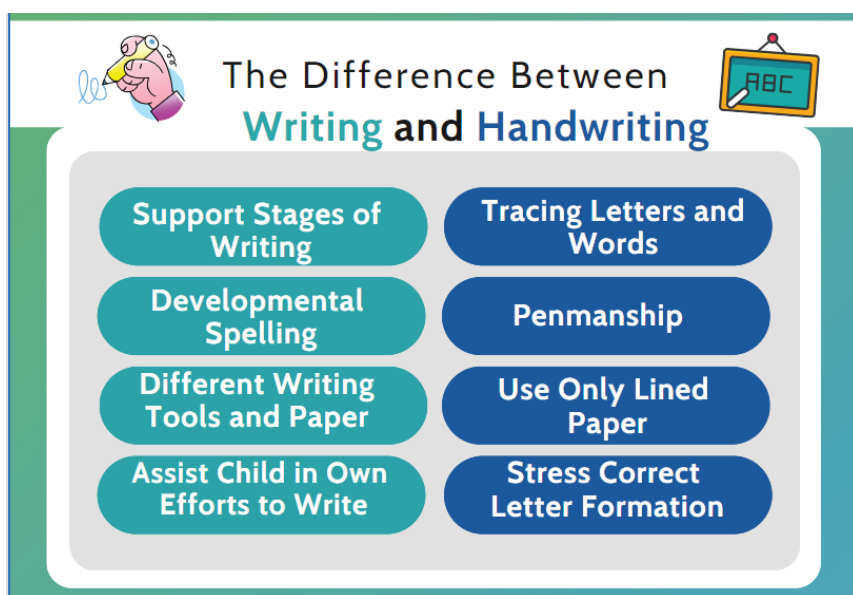 The Difference Between
Writing and Handwriting
ABC
Support Stages of
Writing
Tracing Letters and
Words
Developmental
Spelling
Penmanship
Different Writing
Tools and Paper
Use Only Lined
Paper
Assist Child in Own
Efforts to Write
Stress Correct
Letter Formation